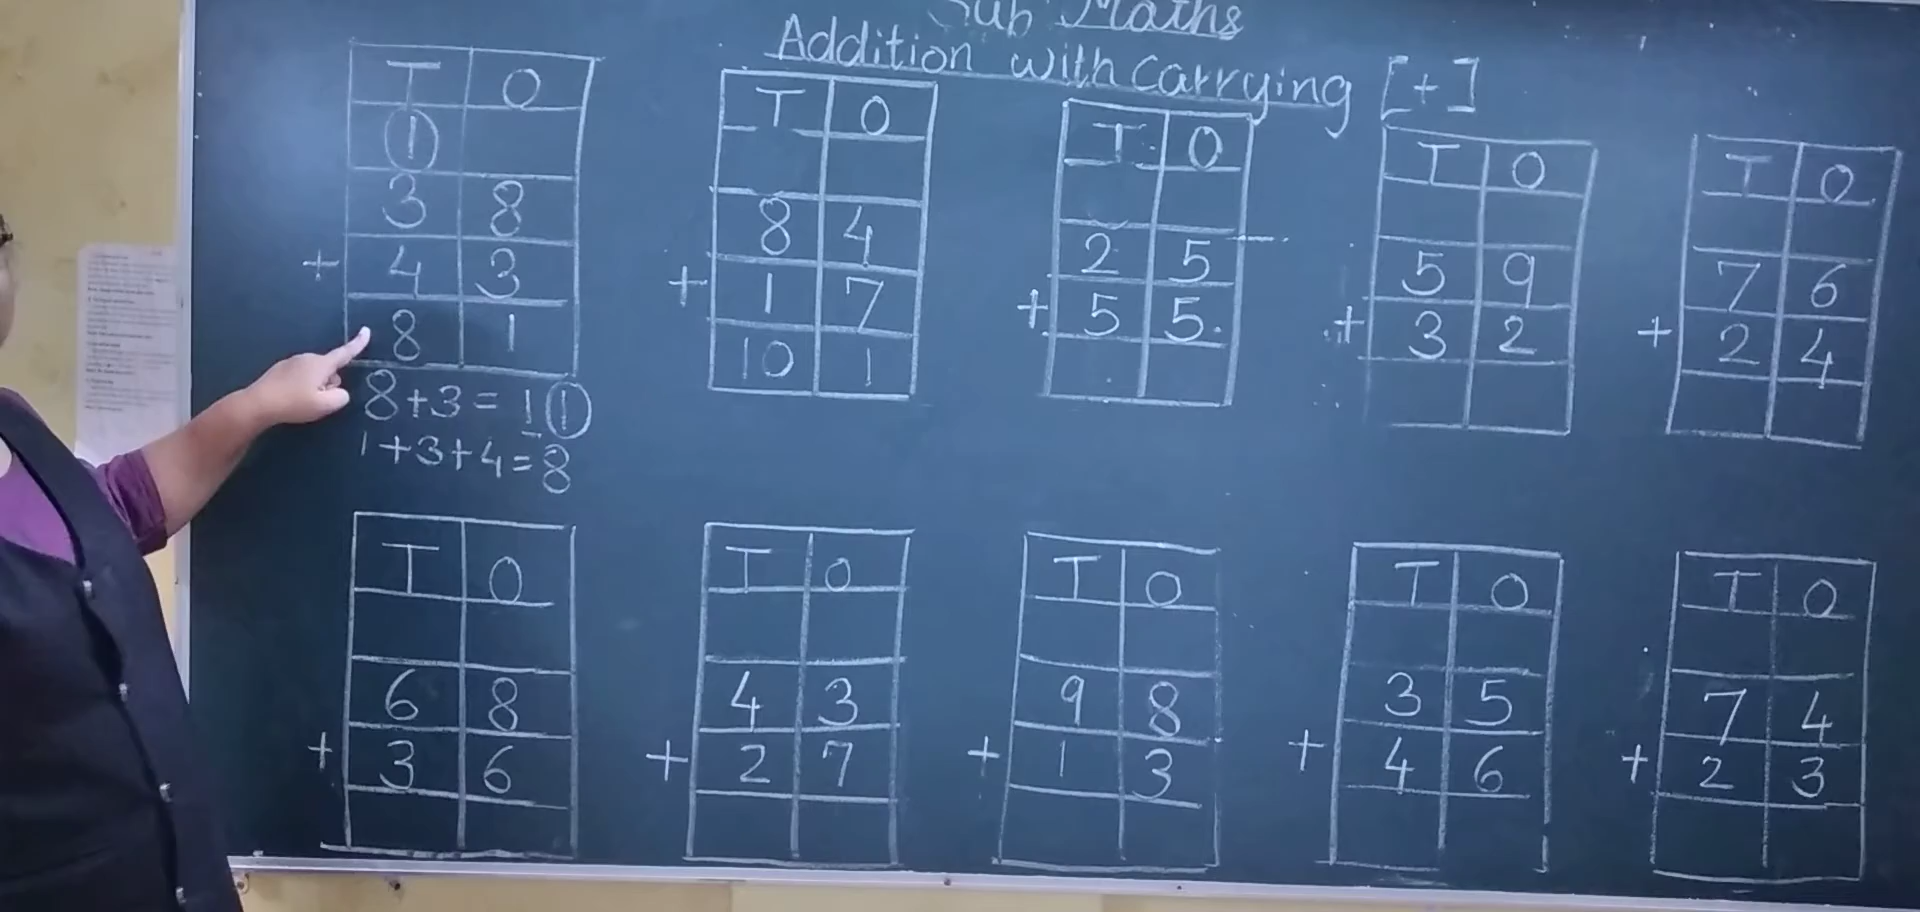 Sub Maths
Addition with carrying [+]
T O
1
3 8
+ 4 3
8 1
8+3=11
1+3+4=8
T O
8 4
+ 1 7
10 1
T O
2 5
+ 5 5
T O
5 9
+ 3 2
T O
7 6
+ 2 4
T O
6 8
+ 3 6
T O
4 3
+ 2 7
T O
9 8
+ 1 3
T O
3 5
+ 4 6
T O
7 4
+ 2 3